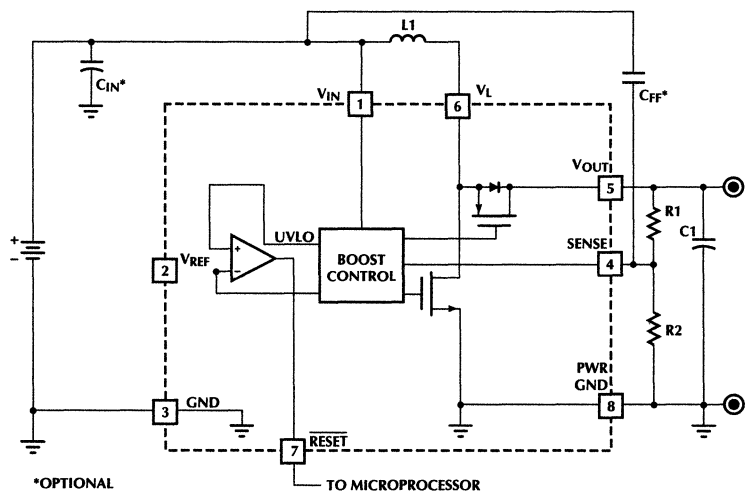 L1
CIN*
VIN
1
VL
6
CFF*
VOUT
5
R1
C1
UVLO
+
−
BOOST
CONTROL
SENSE
4
+
−
2
VREF
R2
PWR
GND
8
3
GND
7
RESET
*OPTIONAL
TO MICROPROCESSOR